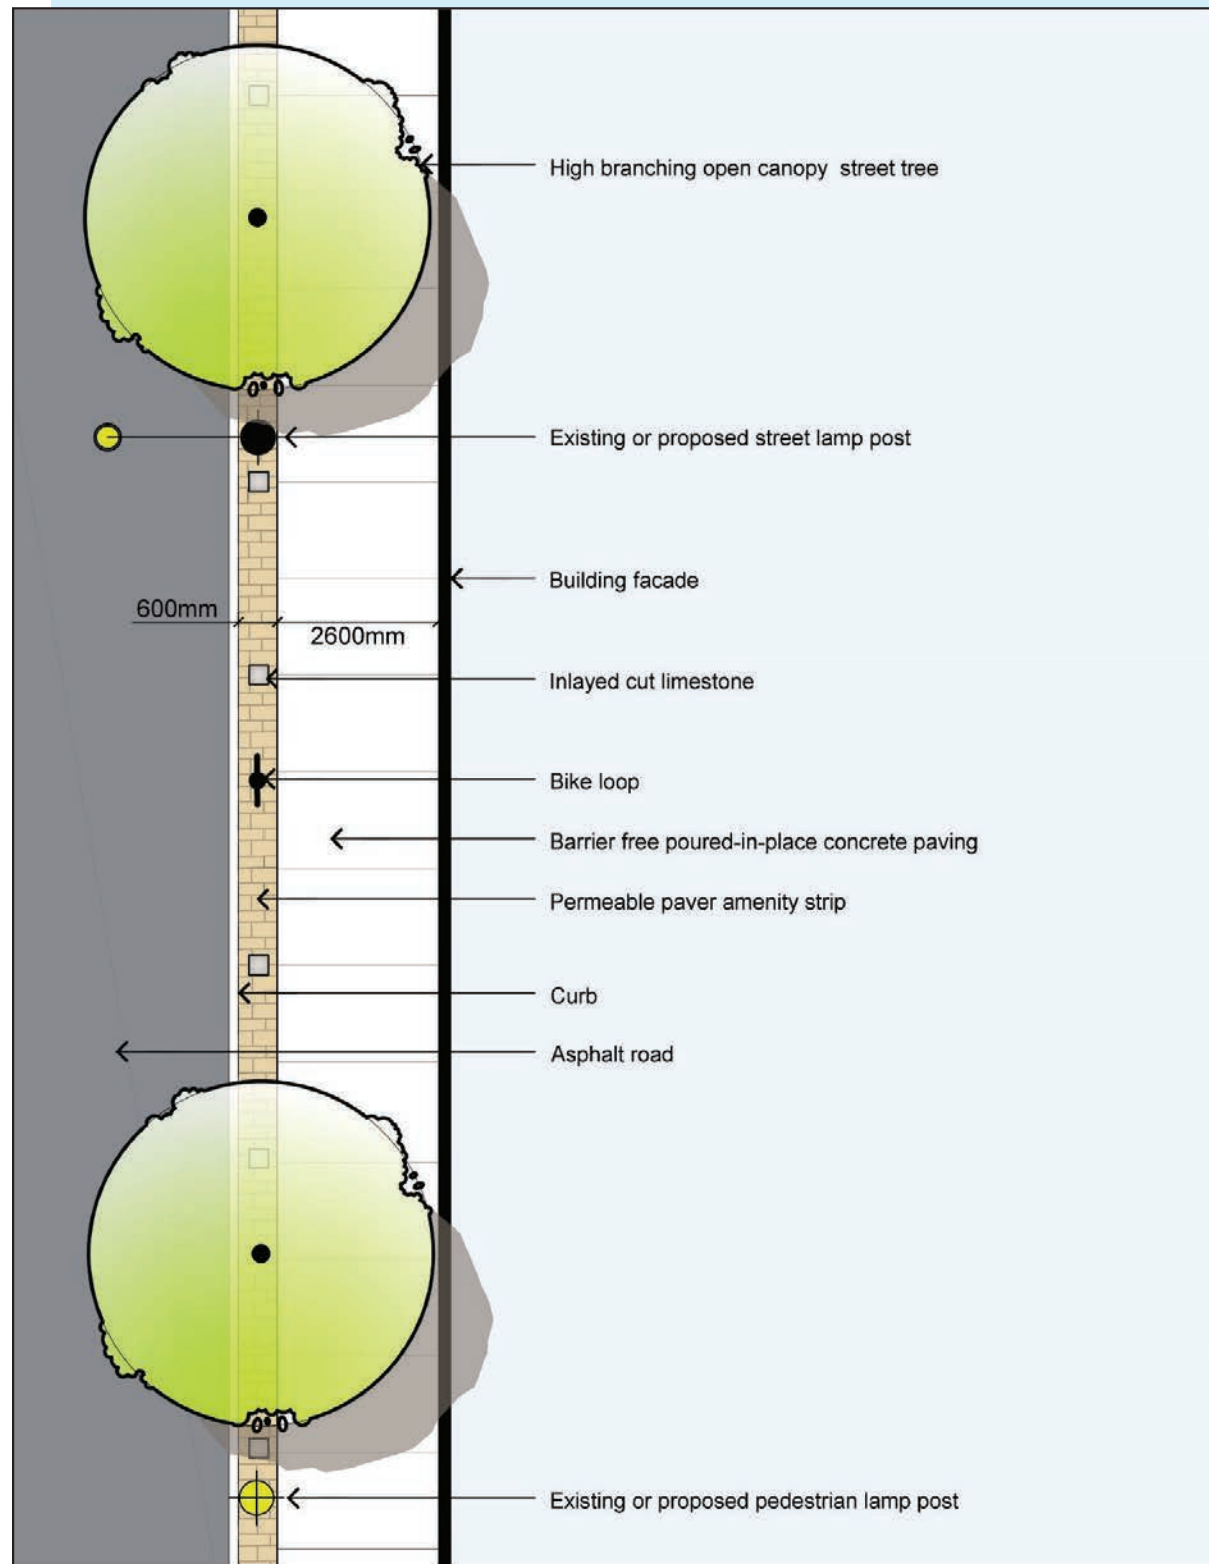 High branching open canopy street tree
Existing or proposed street lamp post
Building facade
600mm
2600mm
Inlayed cut limestone
Bike loop
Barrier free poured-in-place concrete paving
Permeable paver amenity strip
Curb
Asphalt road
Existing or proposed pedestrian lamp post